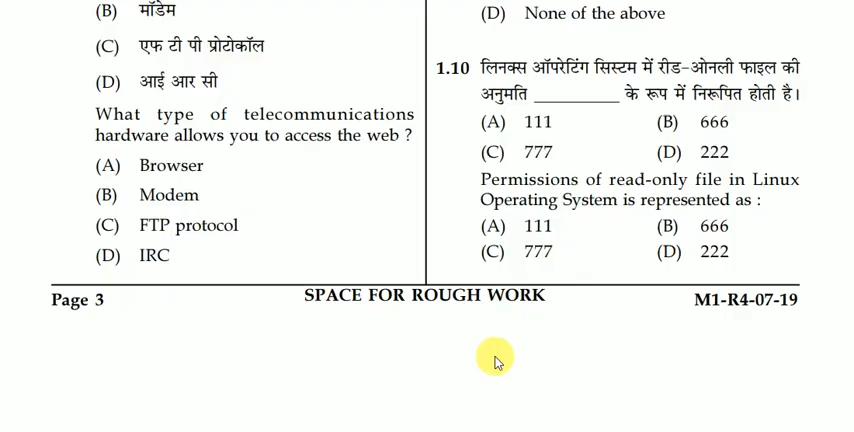 (B) मॉडेम
(C) एफ टी पी प्रोटोकॉल
(D) आई आर सी
What type of telecommunications
hardware allows you to access the web ?
(A) Browser
(B) Modem
(C) FTP protocol
(D) IRC
(D) None of the above
1.10 लिनक्स ऑपरेटिंग सिस्टम में रीड-ओनली फाइल की
अनुमति __________ के रूप में निरूपित होती है।
(A) 111 (B) 666
(C) 777 (D) 222
Permissions of read-only file in Linux
Operating System is represented as :
(A) 111 (B) 666
(C) 777 (D) 222
Page 3 SPACE FOR ROUGH WORK M1-R4-07-19